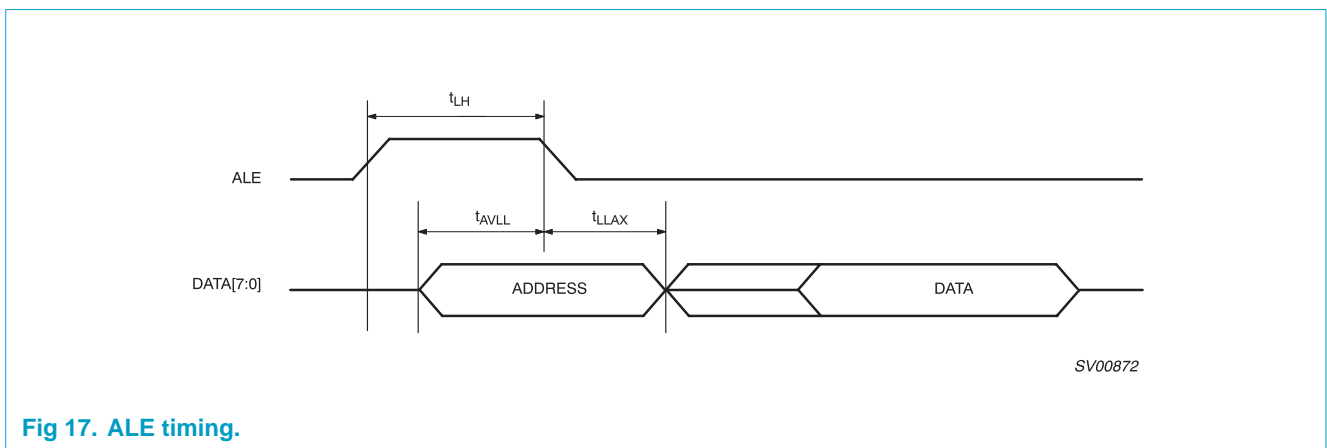 tLH
ALE
tAVLL tLLAX
DATA[7:0] ADDRESS DATA
SV00872
Fig 17. ALE timing.